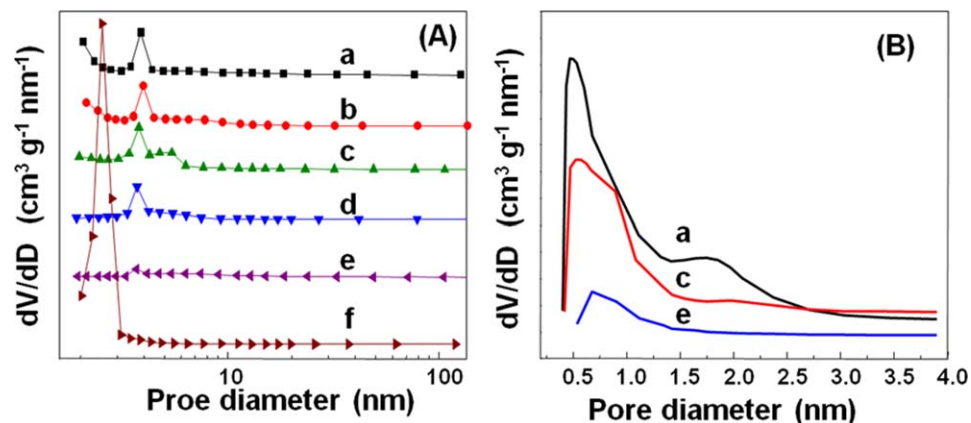 (A)
a
b
c
d
e
f
dV/dD (cm³ g⁻¹ nm⁻¹)
10
100
Proe diameter (nm)
(B)
a
c
e
dV/dD (cm³ g⁻¹ nm⁻¹)
0.5 1.0 1.5 2.0 2.5 3.0 3.5 4.0
Pore diameter (nm)